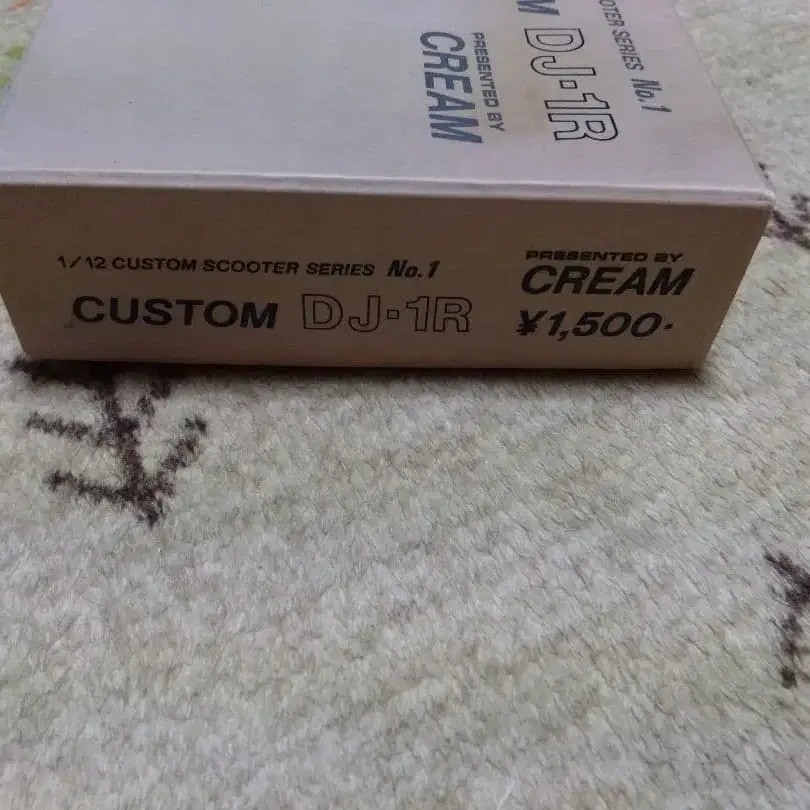 OTER SERIES No.1
M DJ·1R
PRESENTED BY
CREAM
1/12 CUSTOM SCOOTER SERIES No.1
CUSTOM DJ·1R
PRESENTED BY
CREAM
¥1,500·